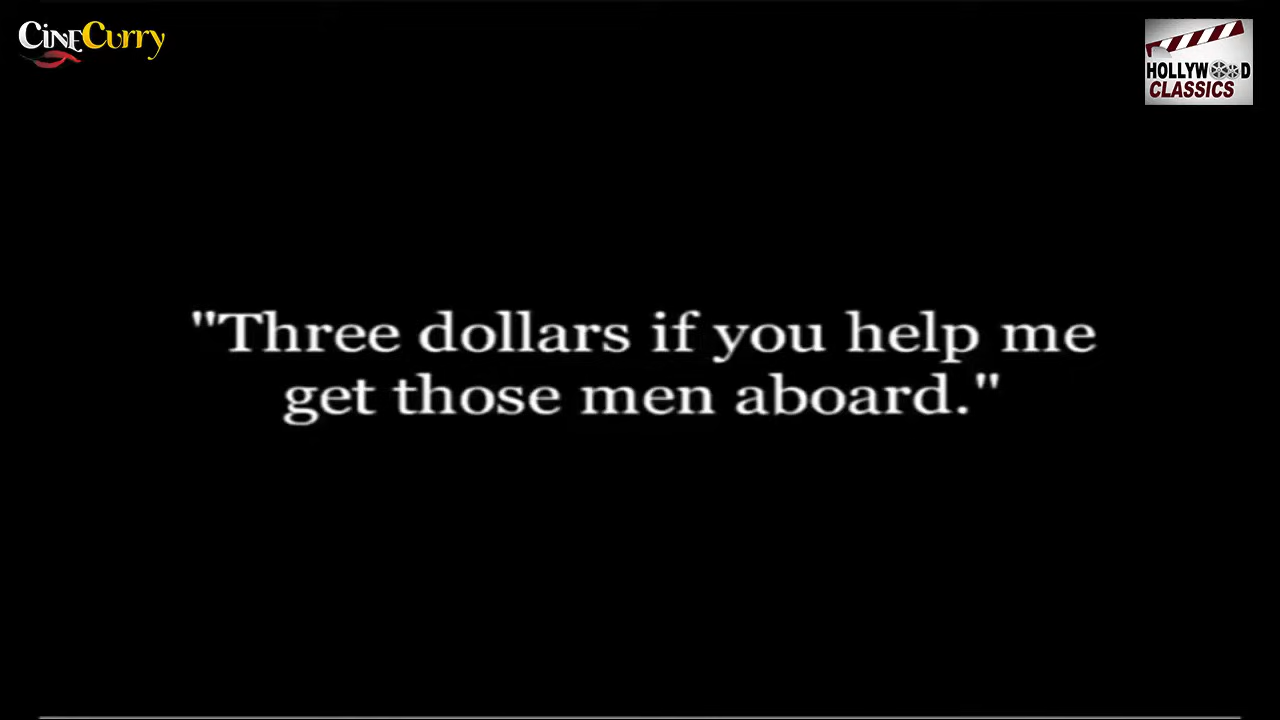 CINECURRY
HOLLYWOOD
CLASSICS
"Three dollars if you help me
get those men aboard."